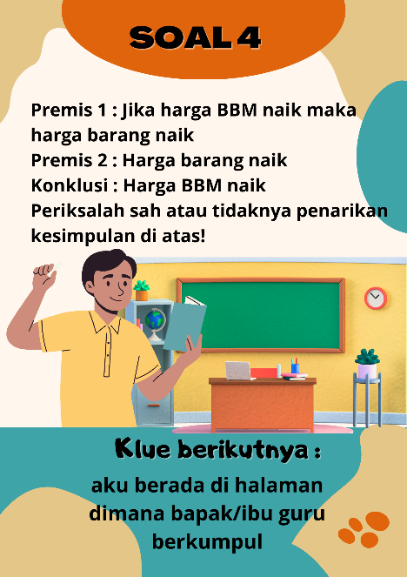 SOAL 4
Premis 1 : Jika harga BBM naik maka
harga barang naik
Premis 2 : Harga barang naik
Konklusi : Harga BBM naik
Periksalah sah atau tidaknya penarikan
kesimpulan di atas!
Klue berikutnya :
aku berada di halaman
dimana bapak/ibu guru
berkumpul